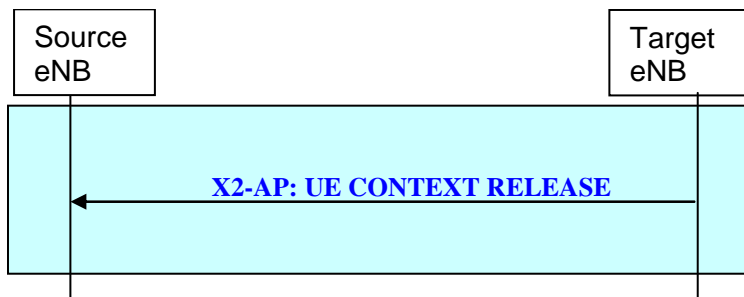 Source
eNB
Target
eNB
X2-AP: UE CONTEXT RELEASE